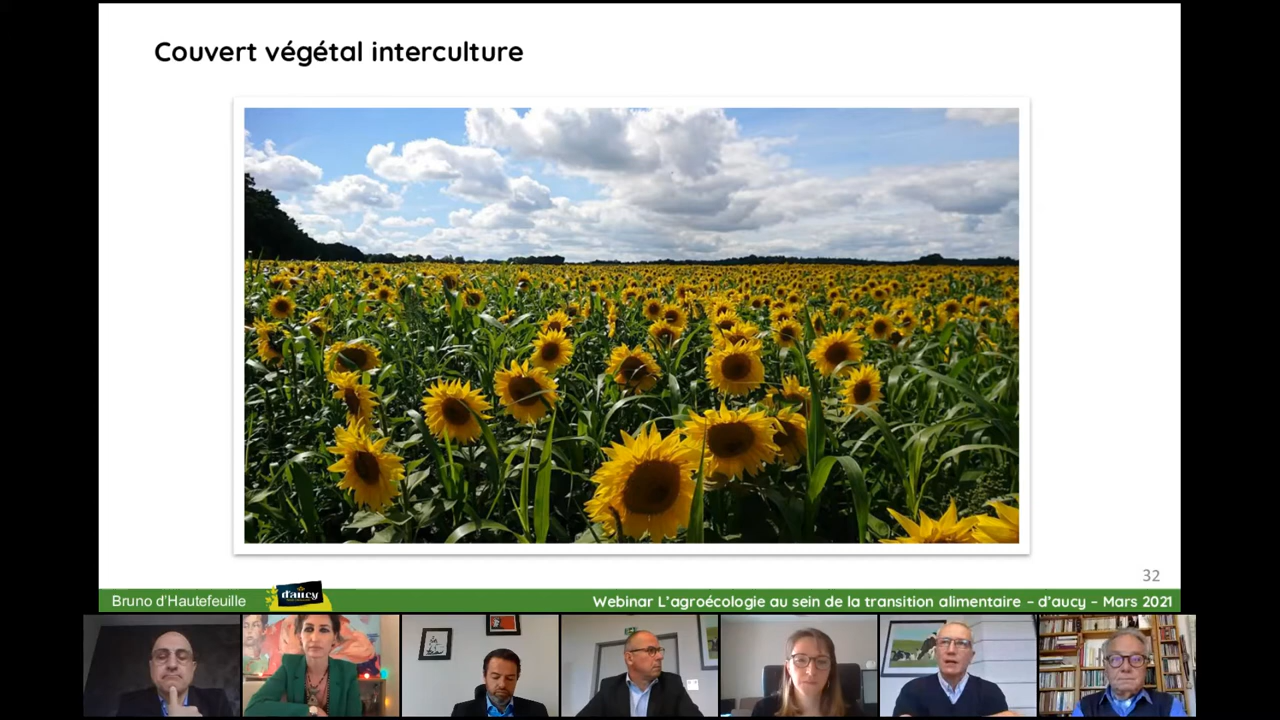 Couvert végétal interculture
32
Bruno d'Hautefeuille
d'aucy
Webinar L'agroécologie au sein de la transition alimentaire – d'aucy – Mars 2021